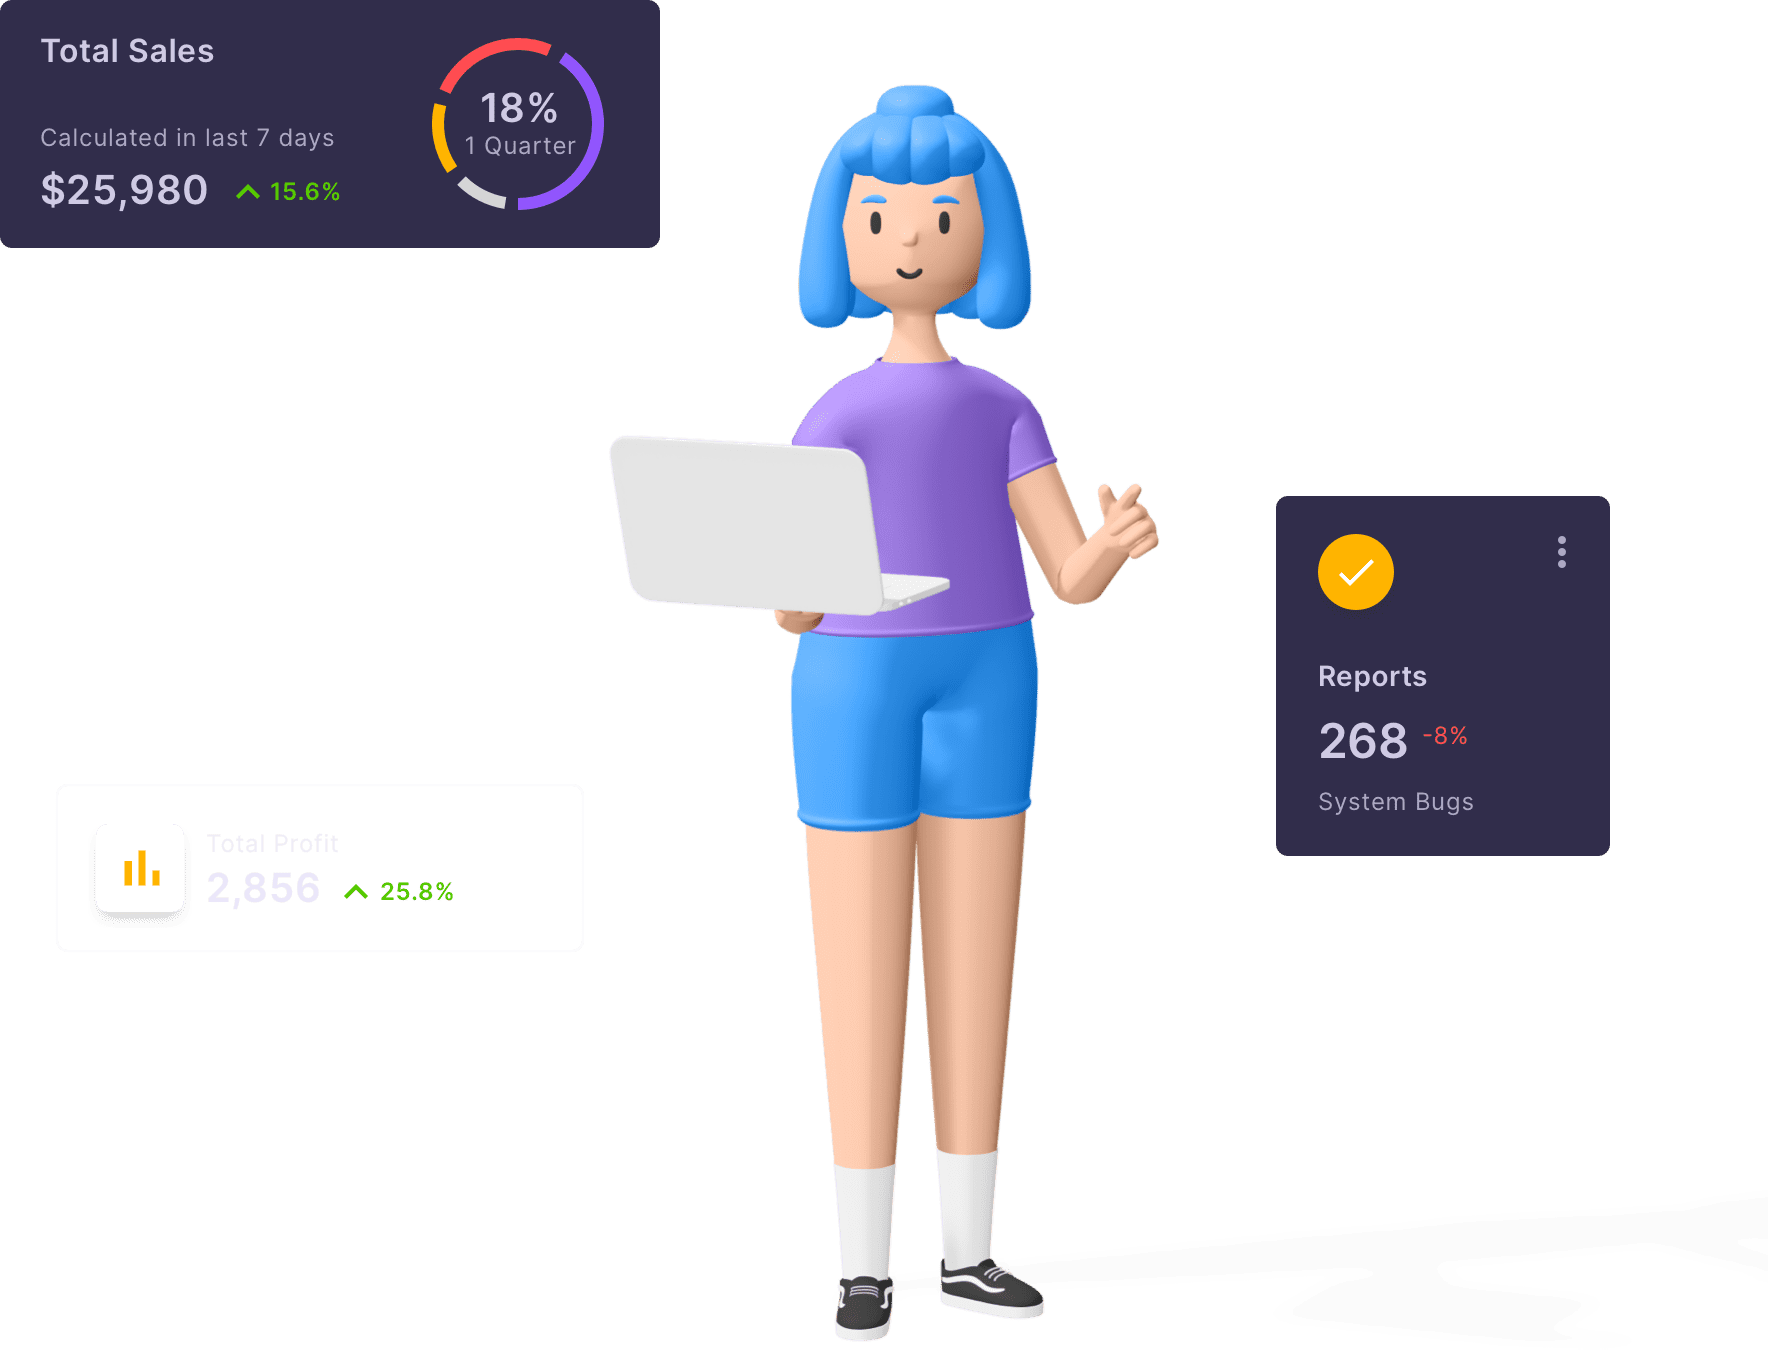 Total Sales
Calculated in last 7 days
$25,980 15.6%
18%
1 Quarter
Reports
268 -8%
System Bugs
Total Profit
2,856 25.8%